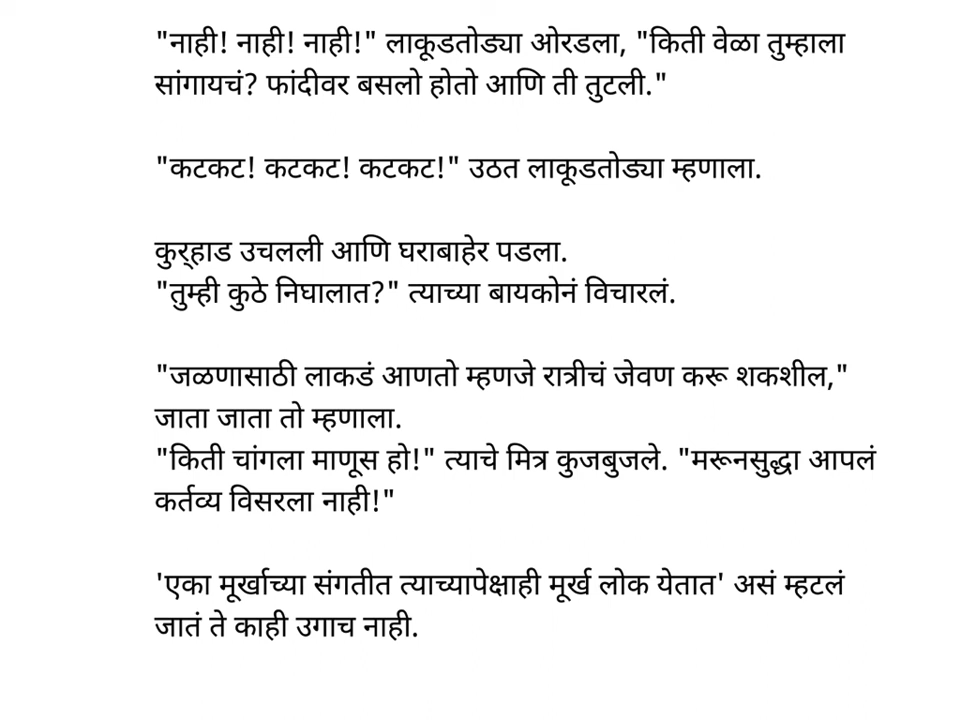 "नाही! नाही! नाही!" लाकूडतोड्या ओरडला, "किती वेळा तुम्हाला
सांगायचं? फांदीवर बसलो होतो आणि ती तुटली."
"कटकट! कटकट! कटकट!" उठत लाकूडतोड्या म्हणाला.
कुऱ्हाड उचलली आणि घराबाहेर पडला.
"तुम्ही कुठे निघालात?" त्याच्या बायकोनं विचारलं.
"जळणासाठी लाकडं आणतो म्हणजे रात्रीचं जेवण करू शकशील,"
जाता जाता तो म्हणाला.
"किती चांगला माणूस हो!" त्याचे मित्र कुजबुजले. "मरूनसुद्धा आपलं
कर्तव्य विसरला नाही!"
'एका मूर्खाच्या संगतीत त्याच्यापेक्षाही मूर्ख लोक येतात' असं म्हटलं
जातं ते काही उगाच नाही.